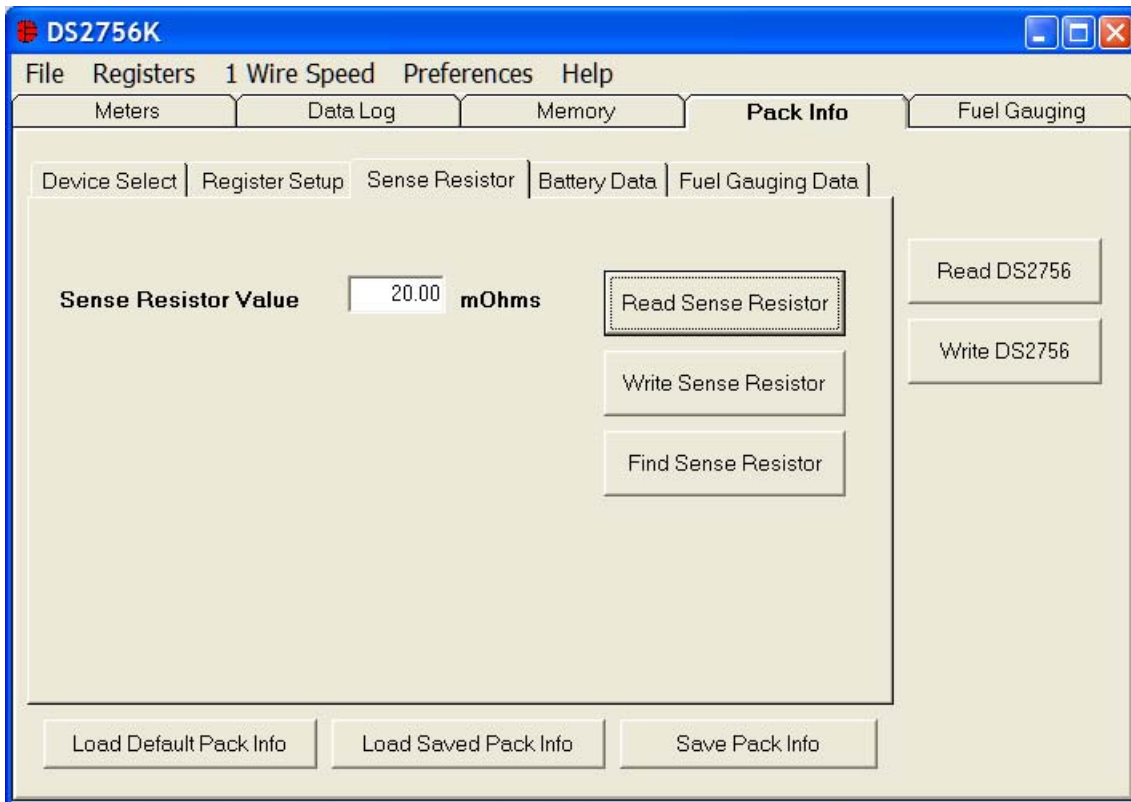 DS2756K
File Registers 1 Wire Speed Preferences Help
Meters Data Log Memory Pack Info Fuel Gauging
Device Select Register Setup Sense Resistor Battery Data Fuel Gauging Data
Sense Resistor Value 20.00 mOhms
Read Sense Resistor
Write Sense Resistor
Find Sense Resistor
Read DS2756
Write DS2756
Load Default Pack Info Load Saved Pack Info Save Pack Info